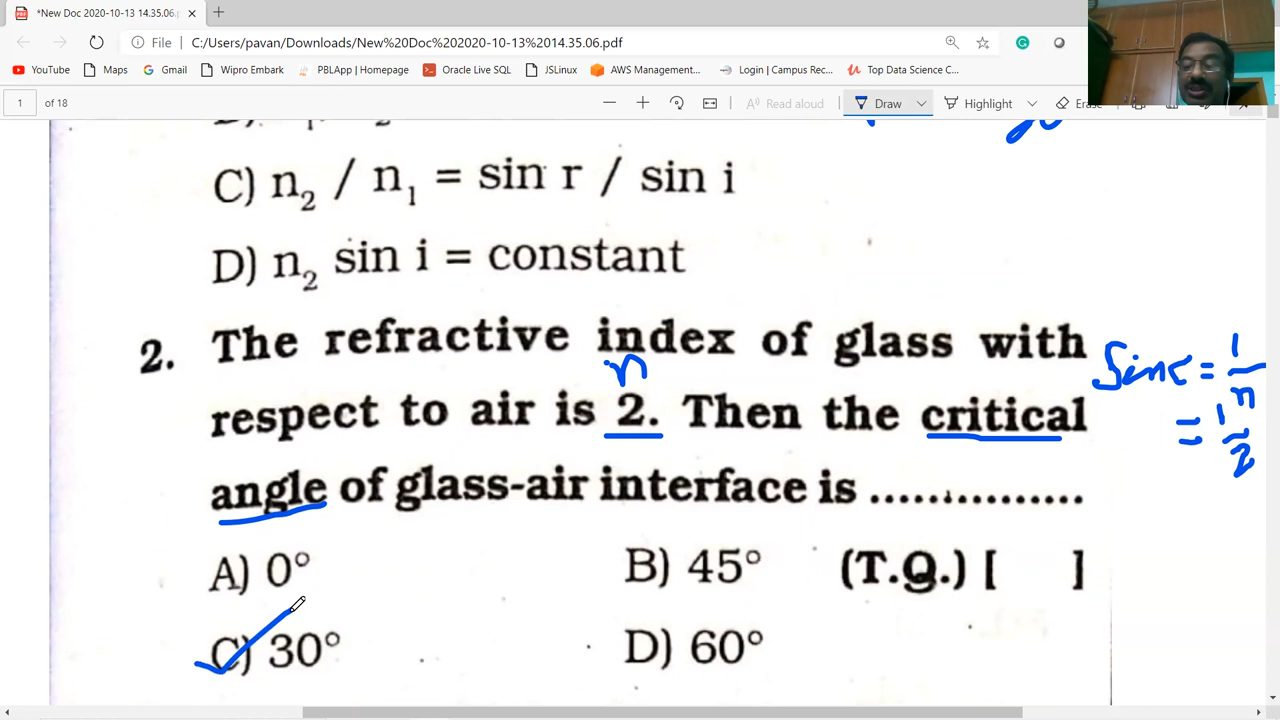 *New Doc 2020-10-13 14.35.06.p
File C:/Users/pavan/Downloads/New%20Doc%202020-10-13%2014.35.06.pdf
YouTube Maps Gmail Wipro Embark PBLApp | Homepage Oracle Live SQL JSLinux AWS Management... Login | Campus Rec... Top Data Science C...
1 of 18 Read aloud Draw Highlight Erase
C) n₂ / n₁ = sin r / sin i
D) n₂ sin i = constant
2. The refractive index of glass with
n
respect to air is 2. Then the critical
angle of glass-air interface is ...............
Sin c = 1/n
= 1/2
A) 0° B) 45° (T.Q.) [ ]
C) 30° D) 60°